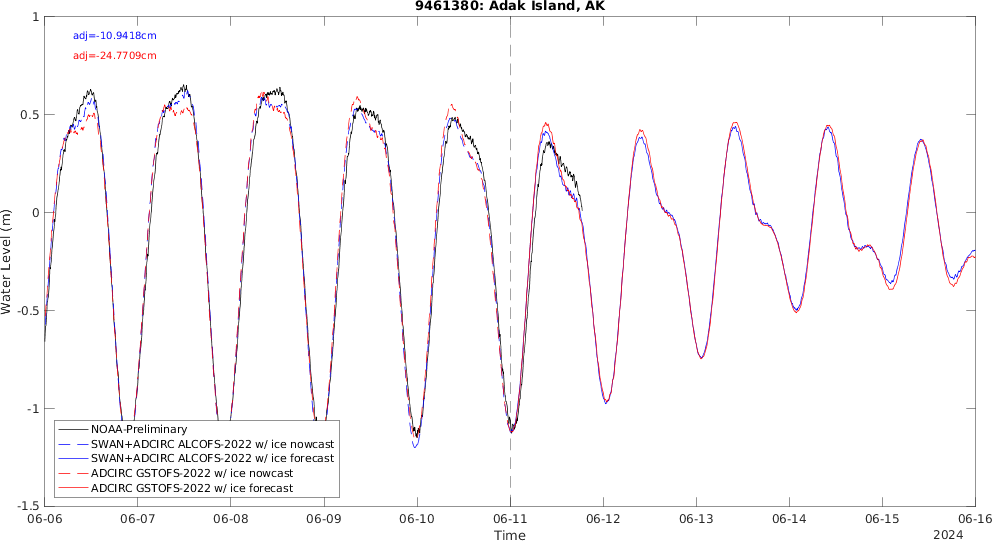 9461380: Adak Island, AK
1
adj=-10.9418cm
adj=-24.7709cm
0.5
0
-0.5
-1
-1.5
Water Level (m)
NOAA-Preliminary
SWAN+ADCIRC ALCOFS-2022 w/ ice nowcast
SWAN+ADCIRC ALCOFS-2022 w/ ice forecast
ADCIRC GSTOFS-2022 w/ ice nowcast
ADCIRC GSTOFS-2022 w/ ice forecast
06-06 06-07 06-08 06-09 06-10 06-11 06-12 06-13 06-14 06-15 06-16
Time
2024